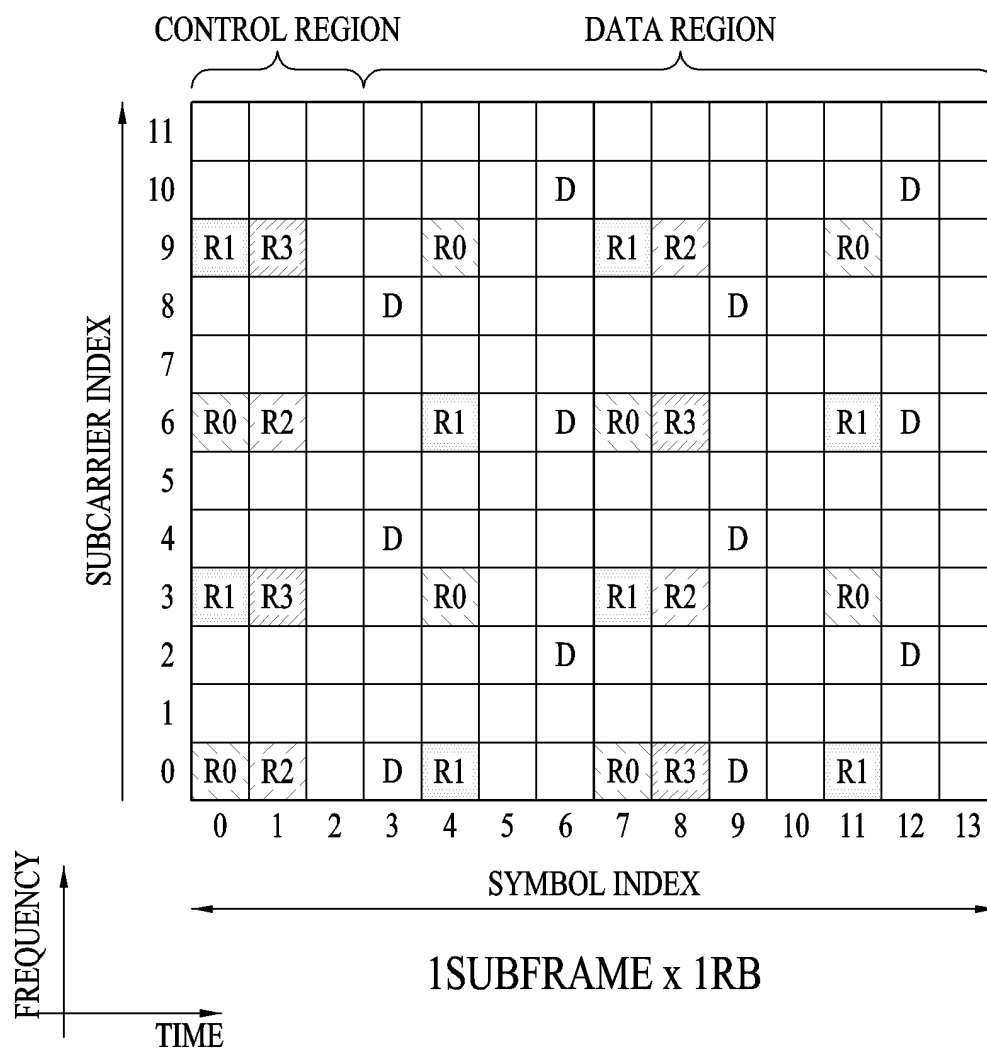 CONTROL REGION DATA REGION
11
10 D D
9 R1 R3 R0 R1 R2 R0
8 D D
7
6 R0 R2 R1 D R0 R3 R1 D
5
4 D D
3 R1 R3 R0 R1 R2 R0
2 D D
1
0 R0 R2 D R1 R0 R3 D R1
0 1 2 3 4 5 6 7 8 9 10 11 12 13
SUBCARRIER INDEX
SYMBOL INDEX
1SUBFRAME x 1RB
FREQUENCY
TIME